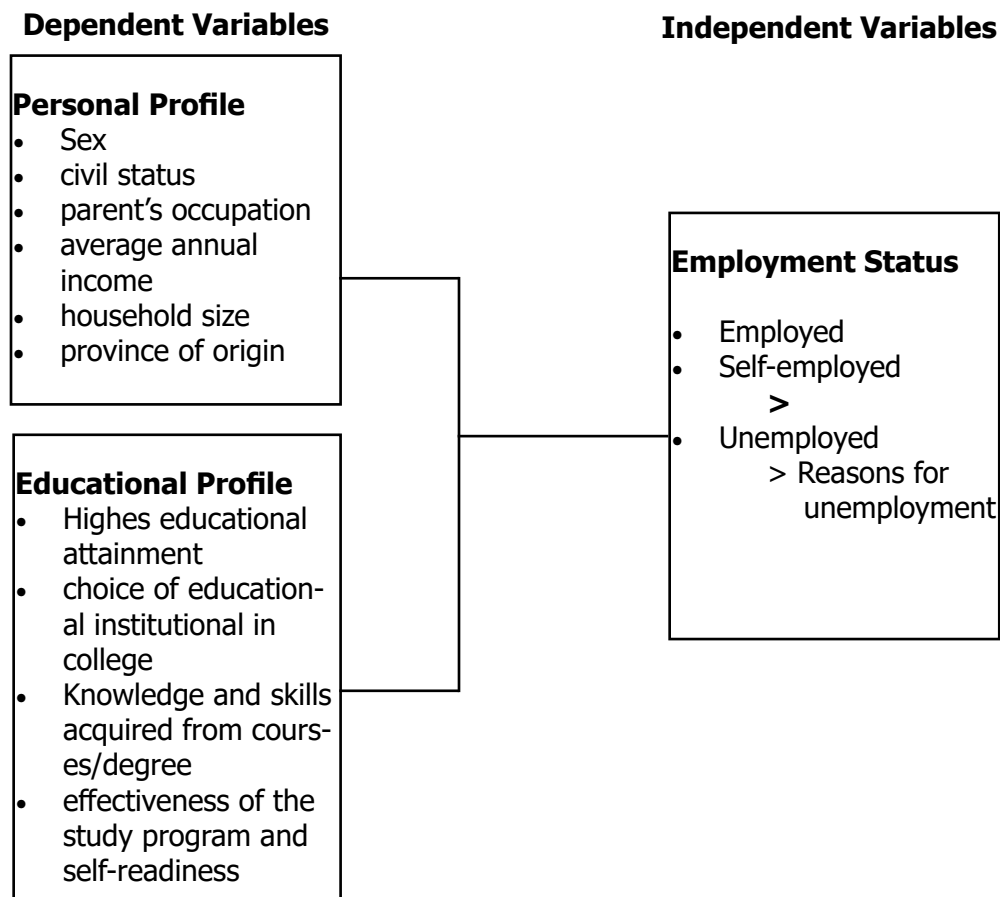 Dependent Variables
Independent Variables
Personal Profile
• Sex
• civil status
• parent's occupation
• average annual
income
• household size
• province of origin
Educational Profile
• Highes educational
attainment
• choice of education-
al institutional in
college
• Knowledge and skills
acquired from cours-
es/degree
• effectiveness of the
study program and
self-readiness
Employment Status
• Employed
• Self-employed
>
• Unemployed
> Reasons for
unemployment